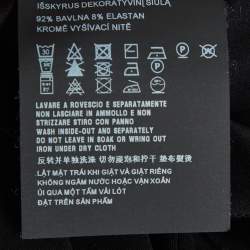 IŠSKYRUS DEKORATYVINĮ SIŪLĄ
92% BAVLNA 8% ELASTAN
KROMĚ VYŠÍVACÍ NITĚ
LAVARE A ROVESCIO E SEPARATAMENTE
NON LASCIARE IN AMMOLLO E NON
STRIZZARE STIRO CON PANNO
WASH INSIDE-OUT AND SEPARATELY
DO NOT LEAVE IN SOAK OR WRING OUT
IRON UNDER DRY CLOTH
反转并单独洗涤 切勿浸泡和拧干 垫布熨烫
LẬT MẶT TRÁI KHI GIẶT VÀ GIẶT RIÊNG
KHÔNG NGÂM NƯỚC HOẶC VẶN XOẮN
ỦI QUA MỘT TẤM VẢI LÓT
ĐẶT TRÊN SẢN PHẨM